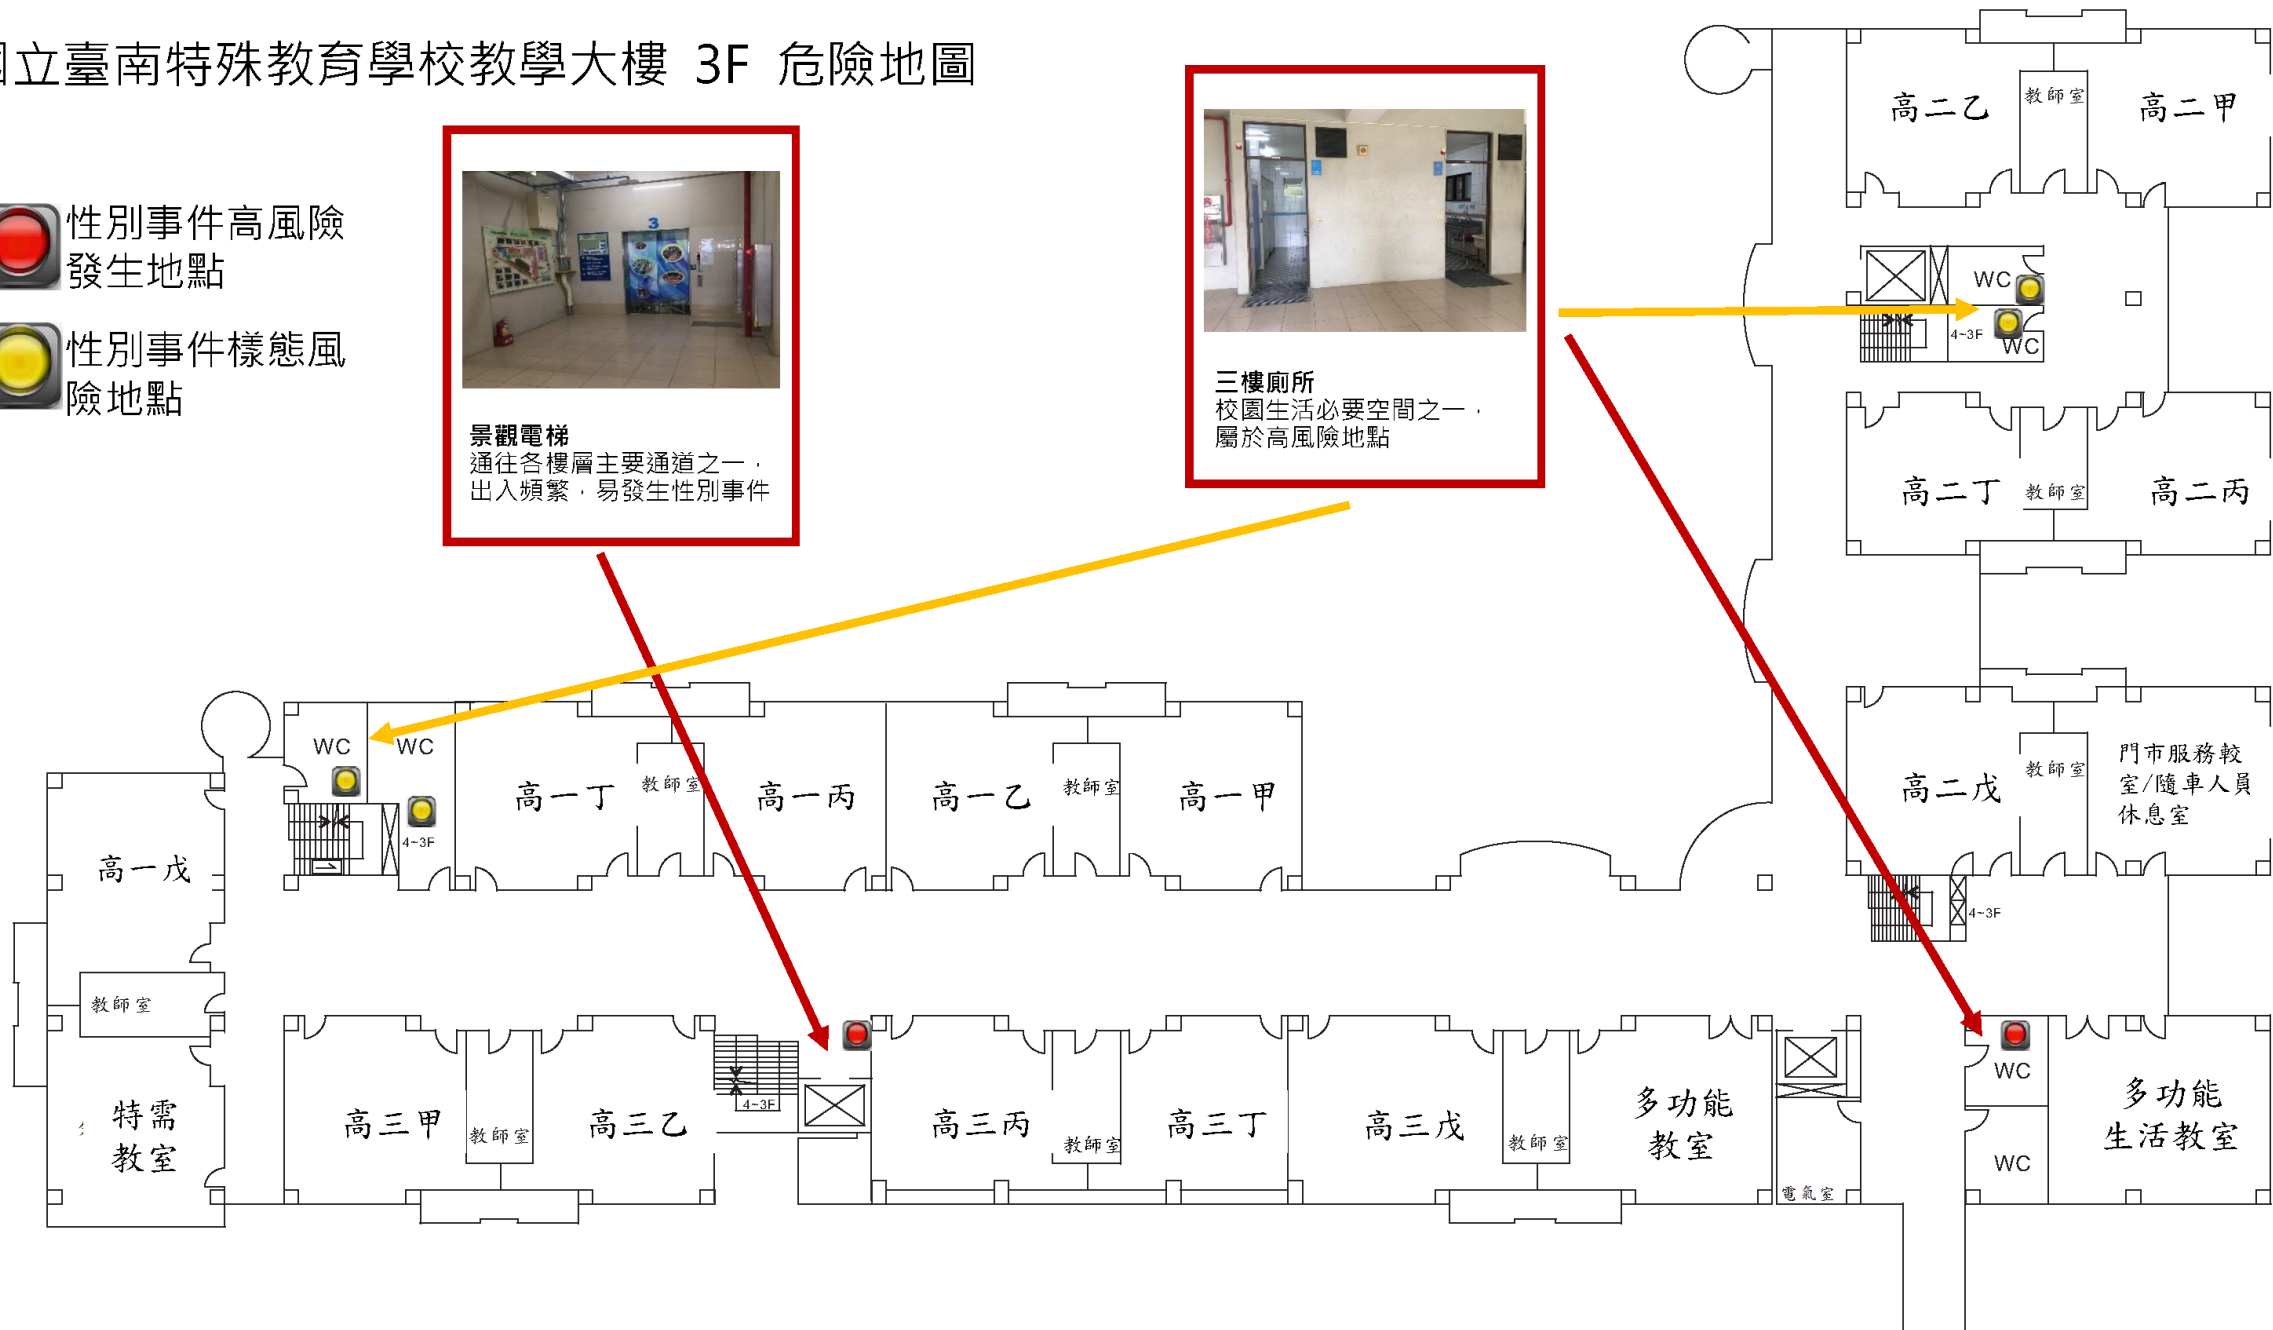 國立臺南特殊教育學校教學大樓 3F 危險地圖
性別事件高風險
發生地點
性別事件樣態風
險地點
3
景觀電梯
通往各樓層主要通道之一，
出入頻繁，易發生性別事件
三樓廁所
校園生活必要空間之一，
屬於高風險地點
高二乙
教師室
高二甲
WC
4~3F
WC
高二丁
教師室
高二丙
WC
WC
4~3F
高一丁
教師室
高一丙
高一乙
教師室
高一甲
高二戊
教師室
門市服務較
室/隨車人員
休息室
4~3F
高一戊
教師室
特需
教室
高三甲
教師室
高三乙
4~3F
高三丙
教師室
高三丁
高三戊
教師室
多功能
教室
電氣室
WC
WC
多功能
生活教室